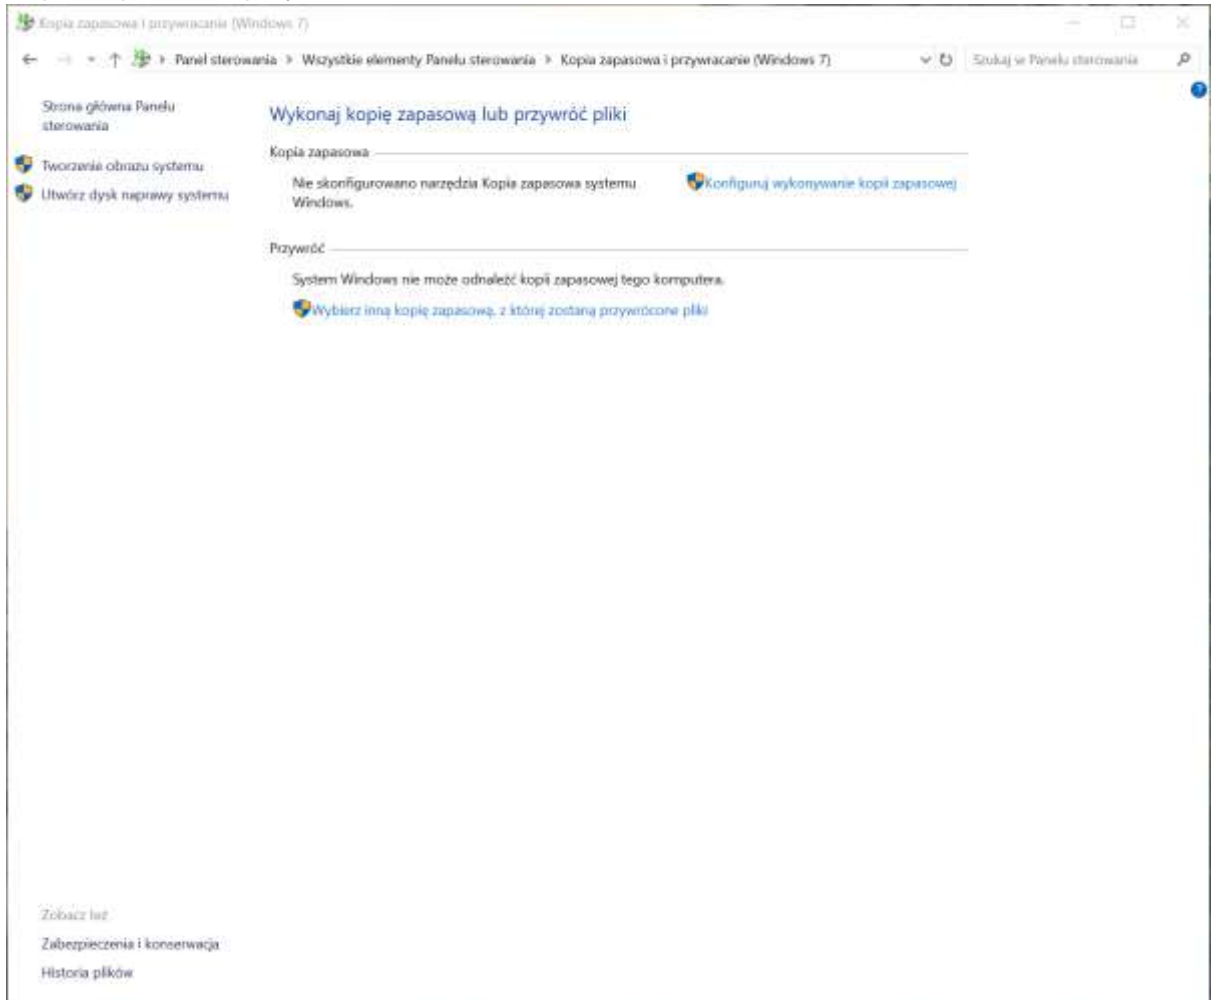 Kopia zapasowa i przywracanie (Windows 7)
Panel sterowania > Wszystkie elementy Panelu sterowania > Kopia zapasowa i przywracanie (Windows 7)
Szukaj w Panelu sterowania
Strona główna Panelu
sterowania
Tworzenie obrazu systemu
Utwórz dysk naprawy systemu
Wykonaj kopię zapasową lub przywróć pliki
Kopia zapasowa
Nie skonfigurowano narzędzia Kopia zapasowa systemu
Windows.
Konfiguruj wykonywanie kopii zapasowej
Przywróć
System Windows nie może odnaleźć kopii zapasowej tego komputera.
Wybierz inną kopię zapasową, z której zostaną przywrócone pliki
Zobacz też
Zabezpieczenia i konserwacja
Historia plików